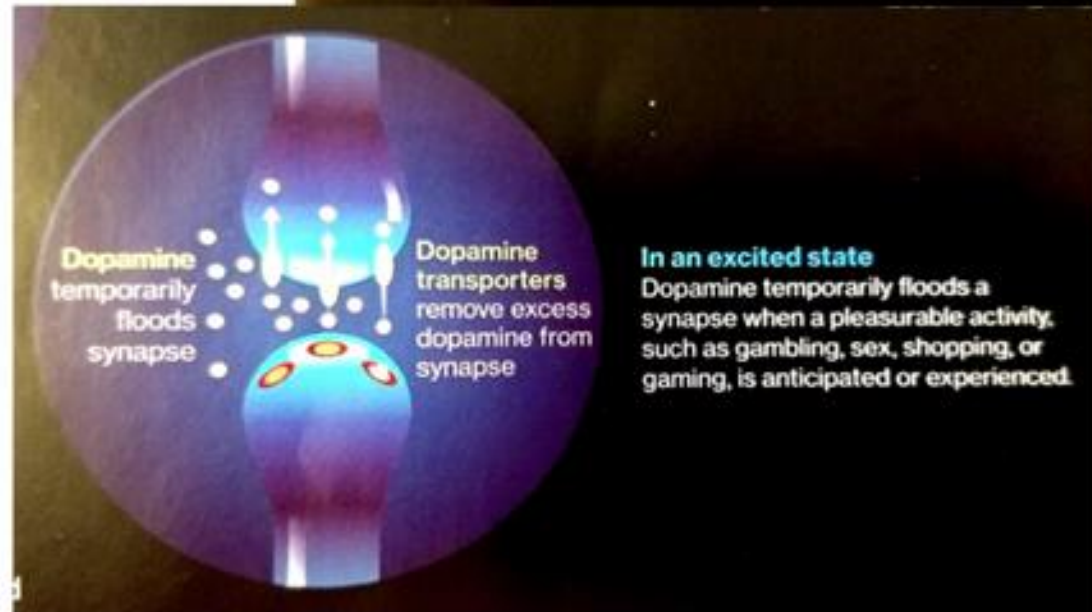 Dopamine
temporarily
floods
synapse
Dopamine
transporters
remove excess
dopamine from
synapse
In an excited state
Dopamine temporarily floods a
synapse when a pleasurable activity,
such as gambling, sex, shopping, or
gaming, is anticipated or experienced.